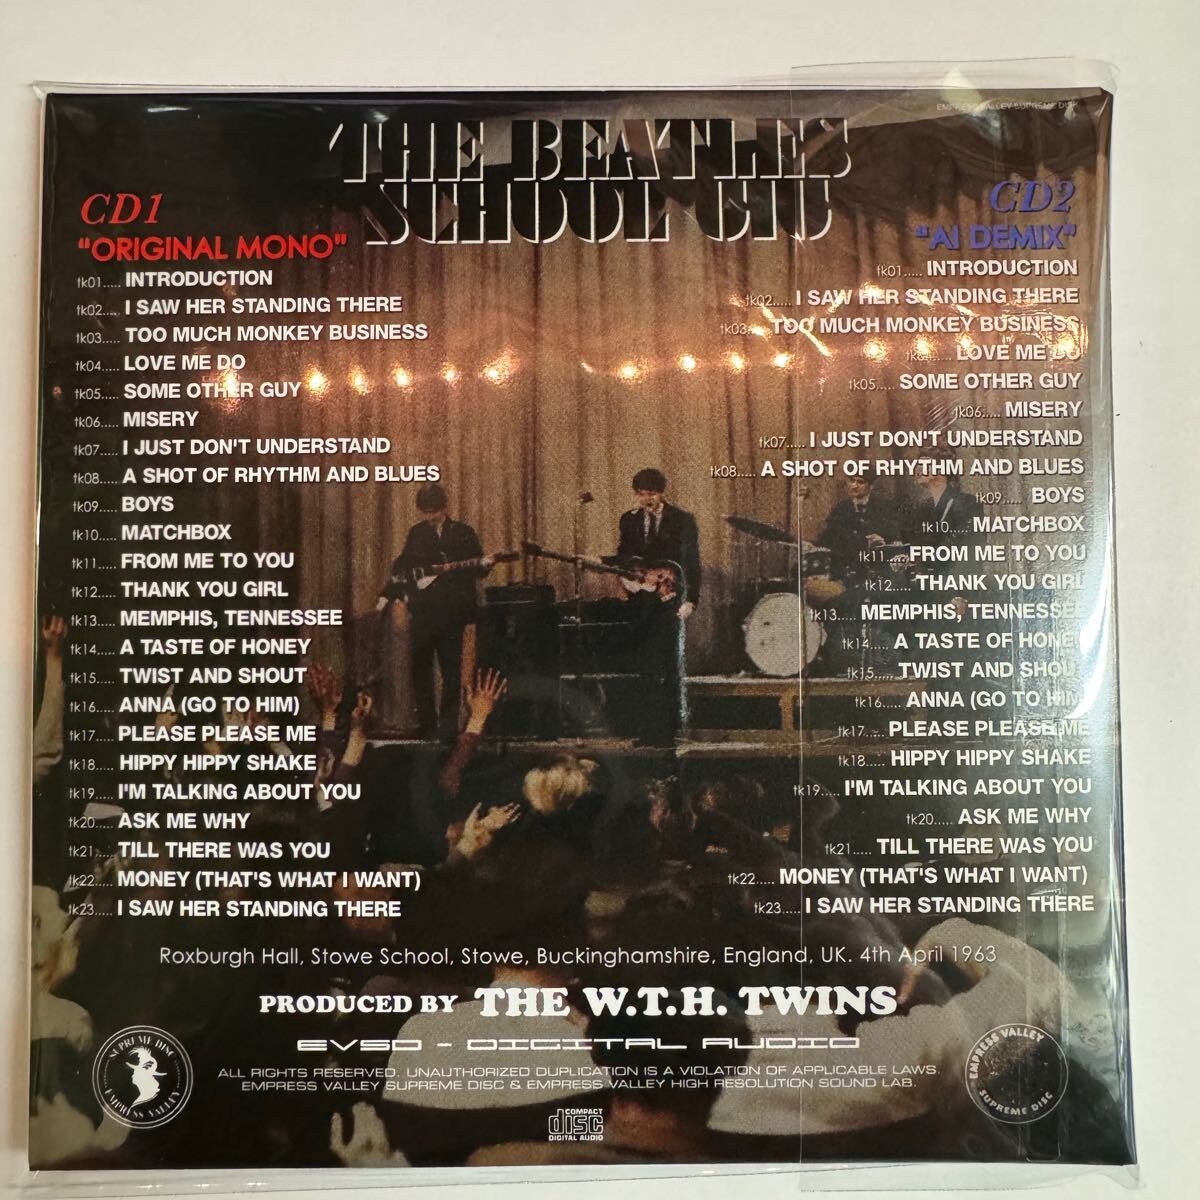 EMPRESS VALLEY SUPREME DISK
THE BEATLES
SCHOOL GIG
CD1
"ORIGINAL MONO"
tk01..... INTRODUCTION
tk02.... I SAW HER STANDING THERE
tk03..... TOO MUCH MONKEY BUSINESS
tk04..... LOVE ME DO
tk05..... SOME OTHER GUY
tk06..... MISERY
tk07..... I JUST DON'T UNDERSTAND
tk08..... A SHOT OF RHYTHM AND BLUES
tk09..... BOYS
tk10..... MATCHBOX
tk11..... FROM ME TO YOU
tk12..... THANK YOU GIRL
tk13..... MEMPHIS, TENNESSEE
tk14..... A TASTE OF HONEY
tk15..... TWIST AND SHOUT
tk16..... ANNA (GO TO HIM)
tk17..... PLEASE PLEASE ME
tk18..... HIPPY HIPPY SHAKE
tk19..... I'M TALKING ABOUT YOU
tk20..... ASK ME WHY
tk21..... TILL THERE WAS YOU
tk22..... MONEY (THAT'S WHAT I WANT)
tk23..... I SAW HER STANDING THERE
CD2
"AI DEMIX"
tk01..... INTRODUCTION
tk02..... I SAW HER STANDING THERE
tk03..... TOO MUCH MONKEY BUSINESS
tk04..... LOVE ME DO
tk05..... SOME OTHER GUY
tk06..... MISERY
tk07..... I JUST DON'T UNDERSTAND
tk08..... A SHOT OF RHYTHM AND BLUES
tk09..... BOYS
tk10..... MATCHBOX
tk11..... FROM ME TO YOU
tk12..... THANK YOU GIRL
tk13..... MEMPHIS, TENNESSEE
tk14..... A TASTE OF HONEY
tk15..... TWIST AND SHOUT
tk16..... ANNA (GO TO HIM)
tk17..... PLEASE PLEASE ME
tk18..... HIPPY HIPPY SHAKE
tk19..... I'M TALKING ABOUT YOU
tk20..... ASK ME WHY
tk21..... TILL THERE WAS YOU
tk22..... MONEY (THAT'S WHAT I WANT)
tk23..... I SAW HER STANDING THERE
Roxburgh Hall, Stowe School, Stowe, Buckinghamshire, England, UK. 4th April 1963
PRODUCED BY THE W.T.H. TWINS
EVSD - DIGITAL AUDIO
ALL RIGHTS RESERVED. UNAUTHORIZED DUPLICATION IS A VIOLATION OF APPLICABLE LAWS.
EMPRESS VALLEY SUPREME DISC & EMPRESS VALLEY HIGH RESOLUTION SOUND LAB.
SUPREME DISC
EMPRESS VALLEY
EMPRESS VALLEY
SUPREME DISC
COMPACT
disc
DIGITAL AUDIO